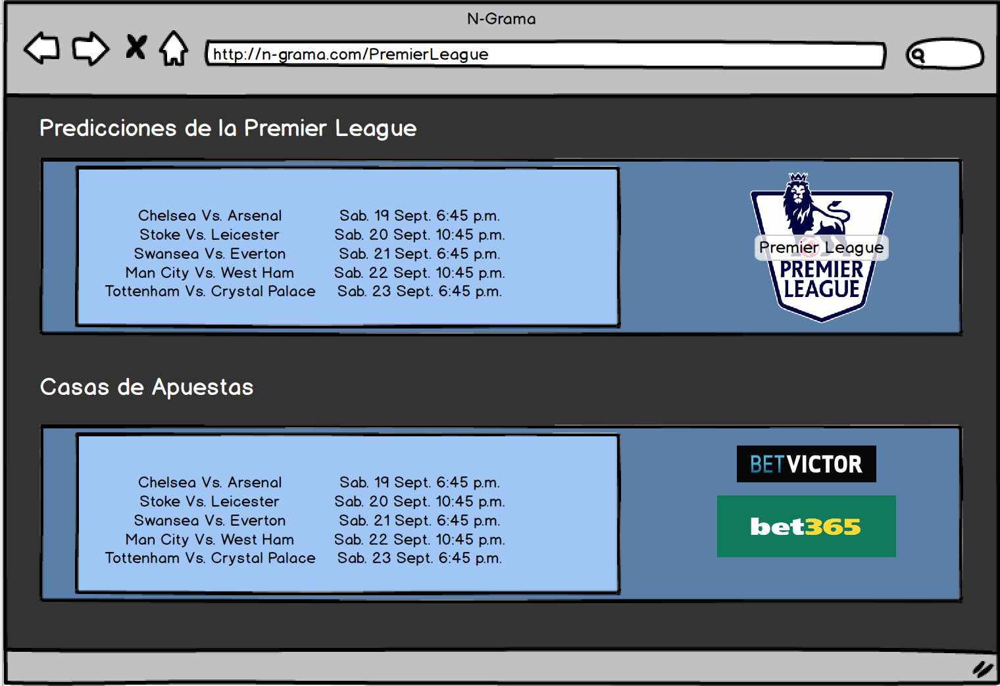 N-Grama
http://n-grama.com/PremierLeague
Predicciones de la Premier League
Chelsea Vs. Arsenal Sab. 19 Sept. 6:45 p.m.
Stoke Vs. Leicester Sab. 20 Sept. 10:45 p.m.
Swansea Vs. Everton Sab. 21 Sept. 6:45 p.m.
Man City Vs. West Ham Sab. 22 Sept. 10:45 p.m.
Tottenham Vs. Crystal Palace Sab. 23 Sept. 6:45 p.m.
Premier League
PREMIER
LEAGUE
Casas de Apuestas
Chelsea Vs. Arsenal Sab. 19 Sept. 6:45 p.m.
Stoke Vs. Leicester Sab. 20 Sept. 10:45 p.m.
Swansea Vs. Everton Sab. 21 Sept. 6:45 p.m.
Man City Vs. West Ham Sab. 22 Sept. 10:45 p.m.
Tottenham Vs. Crystal Palace Sab. 23 Sept. 6:45 p.m.
BETVICTOR
bet365